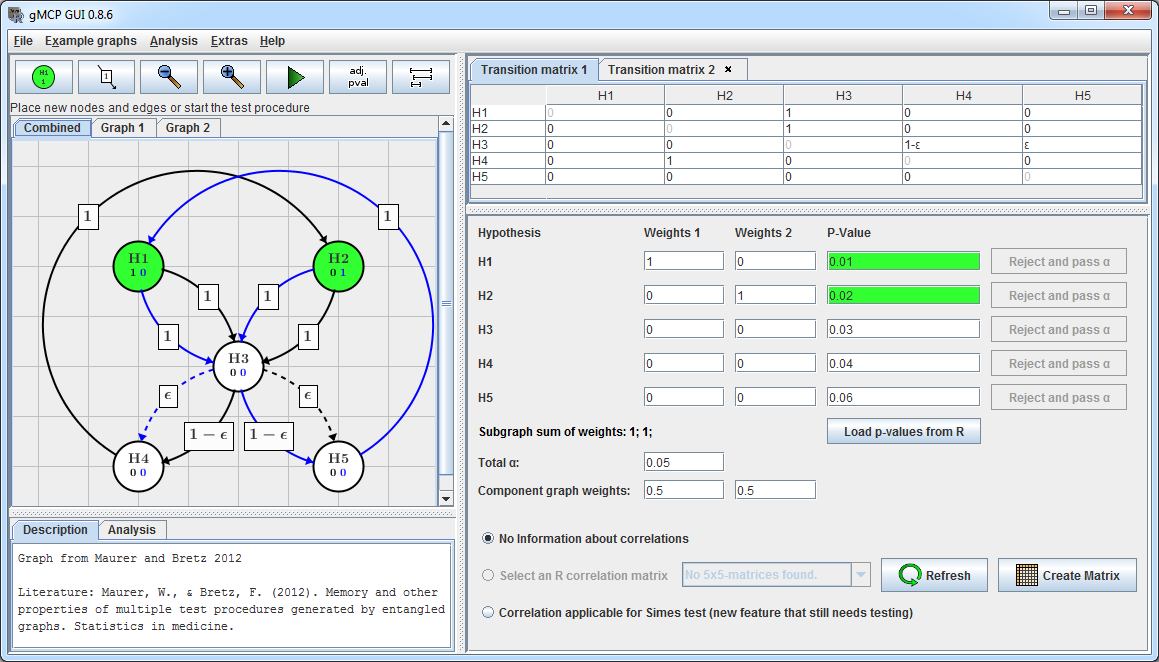 gMCP GUI 0.8.6
File Example graphs Analysis Extras Help
H1
1
1
adj.
pval
Place new nodes and edges or start the test procedure
Combined Graph 1 Graph 2
1 1
H1 H2
1 0 0 1
1 1
1 1
H3
0 0
ϵ ϵ
1 − ϵ 1 − ϵ
H4 H5
0 0 0 0
Description Analysis
Graph from Maurer and Bretz 2012
Literature: Maurer, W., & Bretz, F. (2012). Memory and other
properties of multiple test procedures generated by entangled
graphs. Statistics in medicine.
Transition matrix 1 Transition matrix 2 ×
H1 H2 H3 H4 H5
H1 0 0 1 0 0
H2 0 0 1 0 0
H3 0 0 0 1-ε ε
H4 0 1 0 0 0
H5 0 0 0 0 0
Hypothesis Weights 1 Weights 2 P-Value
H1 1 0 0.01 Reject and pass α
H2 0 1 0.02 Reject and pass α
H3 0 0 0.03 Reject and pass α
H4 0 0 0.04 Reject and pass α
H5 0 0 0.06 Reject and pass α
Subgraph sum of weights: 1; 1; Load p-values from R
Total α: 0.05
Component graph weights: 0.5 0.5
No Information about correlations
Select an R correlation matrix No 5x5-matrices found. Refresh Create Matrix
Correlation applicable for Simes test (new feature that still needs testing)